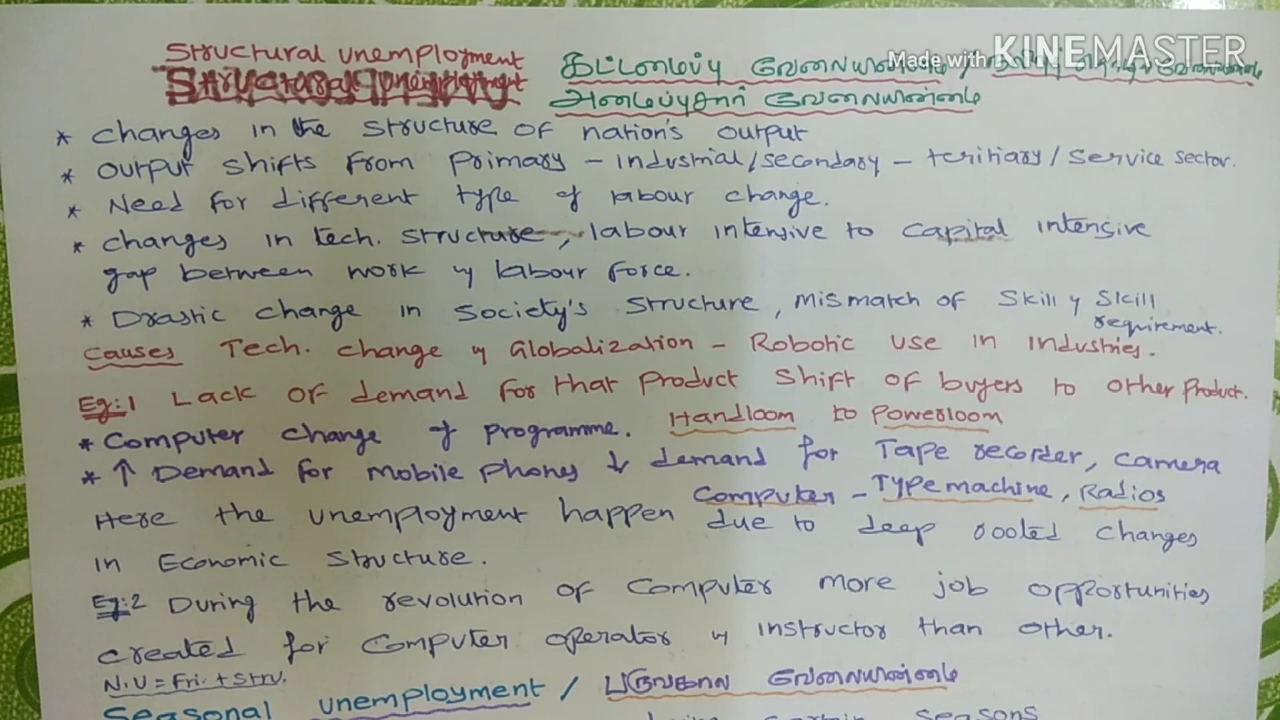 Structural unemployment கட்டமைப்பு வேலையின்மை /
Made with KINEMASTER
அமைப்புசார் வேலையின்மை
* Changes in the structure of nation's output
* Output shifts from Primary - industrial/secondary - teritiary/service sector.
* Need for different type of labour change.
* changes in tech. structure, labour intensive to capital intensive
gap between work & labour force.
* Drastic change in Society's Structure, mismatch of Skill & Skill
requirement.
Causes Tech. change & Globalization - Robotic use in industries.
Eg:1 Lack of demand for that Product Shift of buyers to other Product.
* Computer change of programme. Handloom to Powerloom
* ↑ Demand for mobile phones ↓ demand for Tape recorder, camera
Computer - Type machine, Radios
Here the unemployment happen due to deep rooted changes
in Economic Structure.
Eg:2 During the revolution of Computer more job opportunities
created for Computer operator & instructor than other.
N.U = Fri. + Stru.
Seasonal unemployment / பருவகால வேலையின்மை
certain seasons